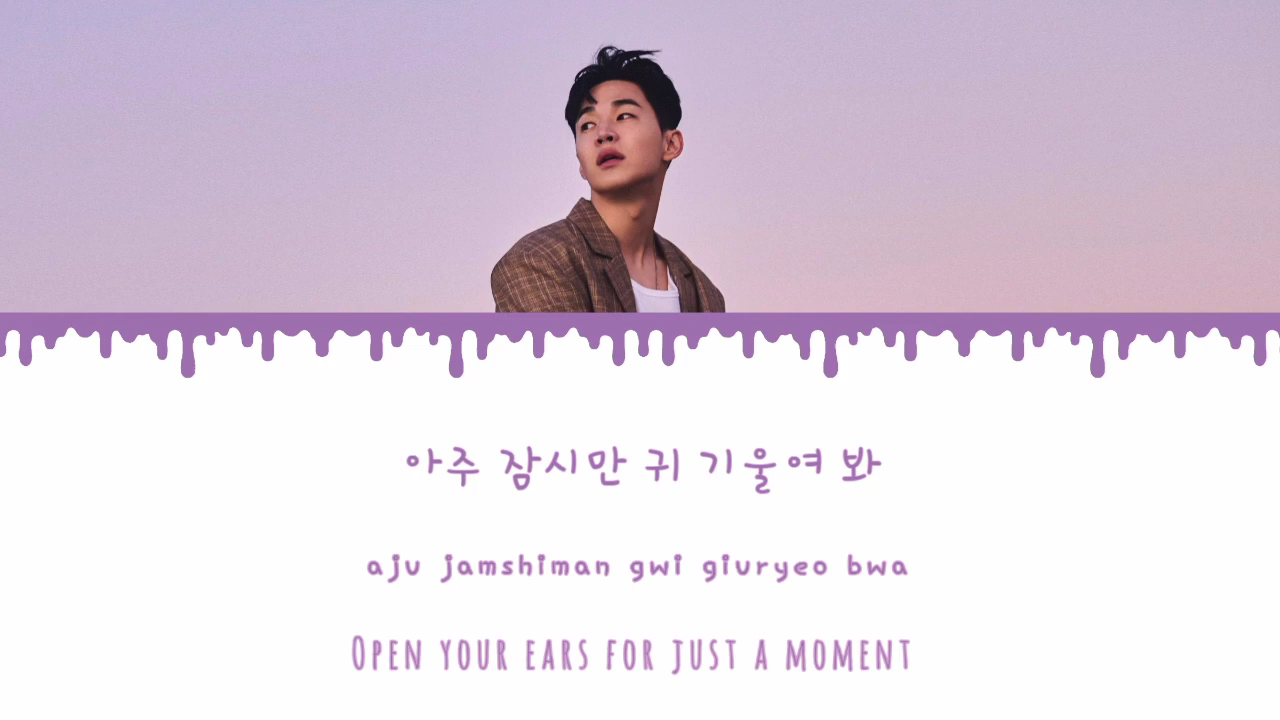 아주 잠시만 귀 기울여 봐
aju jamshiman gwi giuryeo bwa
Open your ears for just a moment